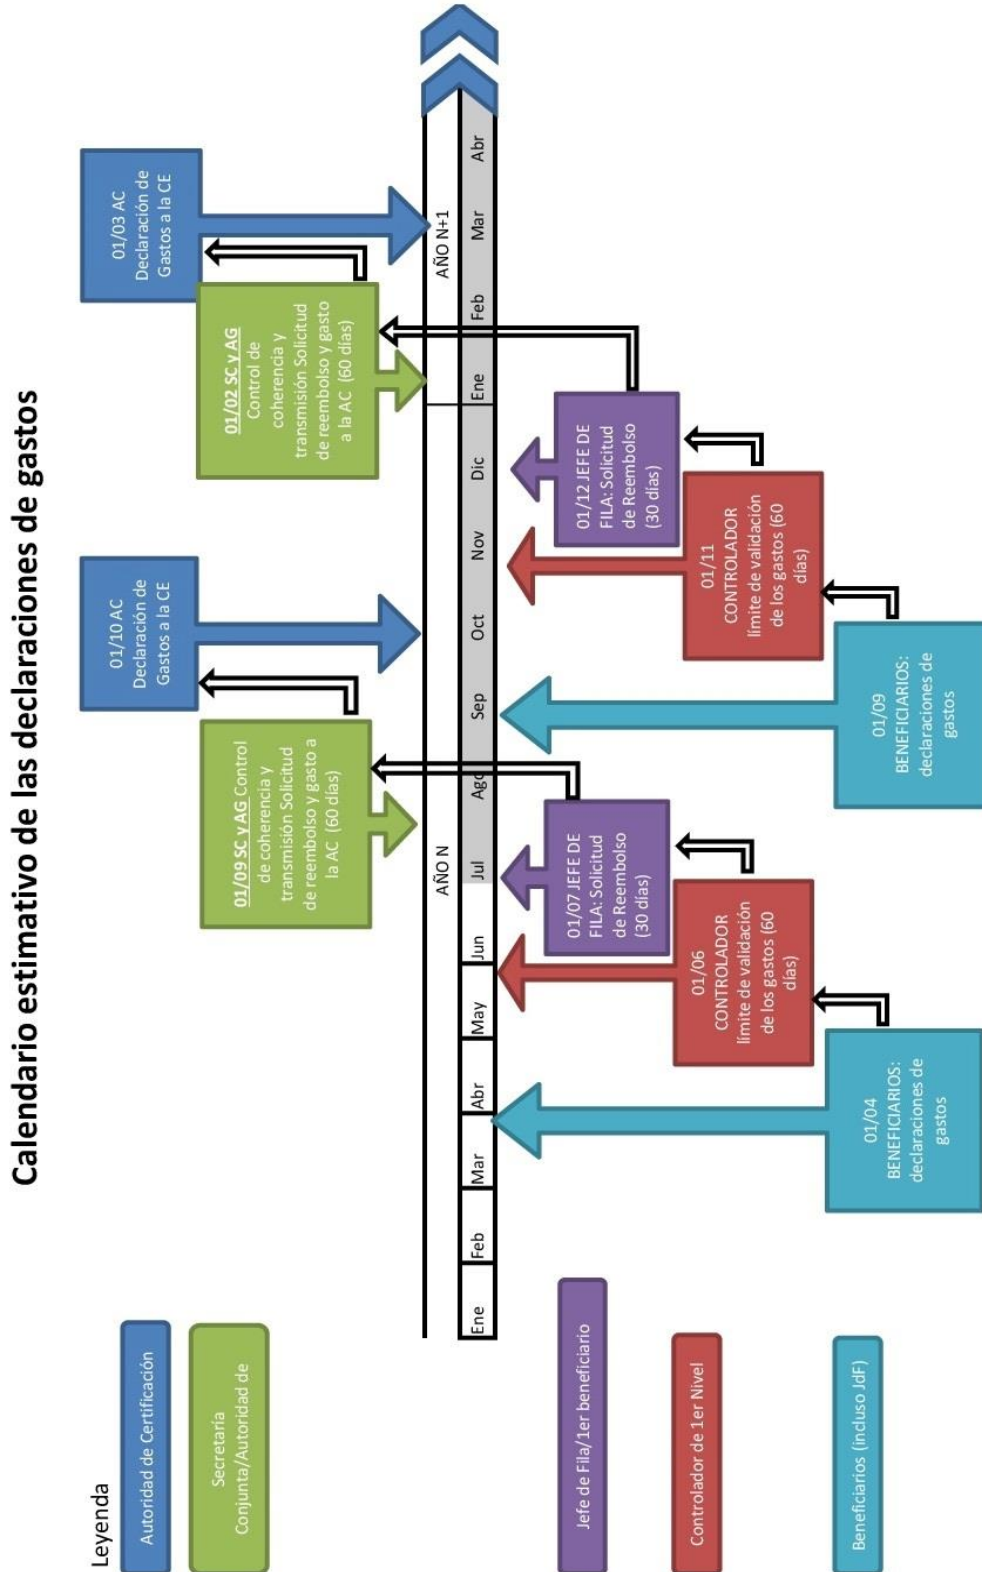 Calendario estimativo de las declaraciones de gastos
Leyenda
Autoridad de Certificación
Secretaría
Conjunta/Autoridad de
Jefe de Fila/1er beneficiario
Controlador de 1er Nivel
Beneficiarios (incluso JdF)
01/10 AC
Declaración de
Gastos a la CE
01/03 AC
Declaración de
Gastos a la CE
01/09 SC y AG Control
de coherencia y
transmisión Solicitud
de reembolso y gasto a
la AC (60 días)
01/02 SC y AG
Control de
coherencia y
transmisión Solicitud
de reembolso y gasto
a la AC (60 días)
AÑO N
AÑO N+1
Ene
Feb
Mar
Abr
May
Jun
Jul
Ago
Sep
Oct
Nov
Dic
Ene
Feb
Mar
Abr
01/07 JEFE DE
FILA: Solicitud
de Reembolso
(30 días)
01/12 JEFE DE
FILA: Solicitud
de Reembolso
(30 días)
01/06
CONTROLADOR
límite de validación
de los gastos (60
días)
01/11
CONTROLADOR
límite de validación
de los gastos (60
días)
01/04
BENEFICIARIOS:
declaraciones de
gastos
01/09
BENEFICIARIOS:
declaraciones de
gastos